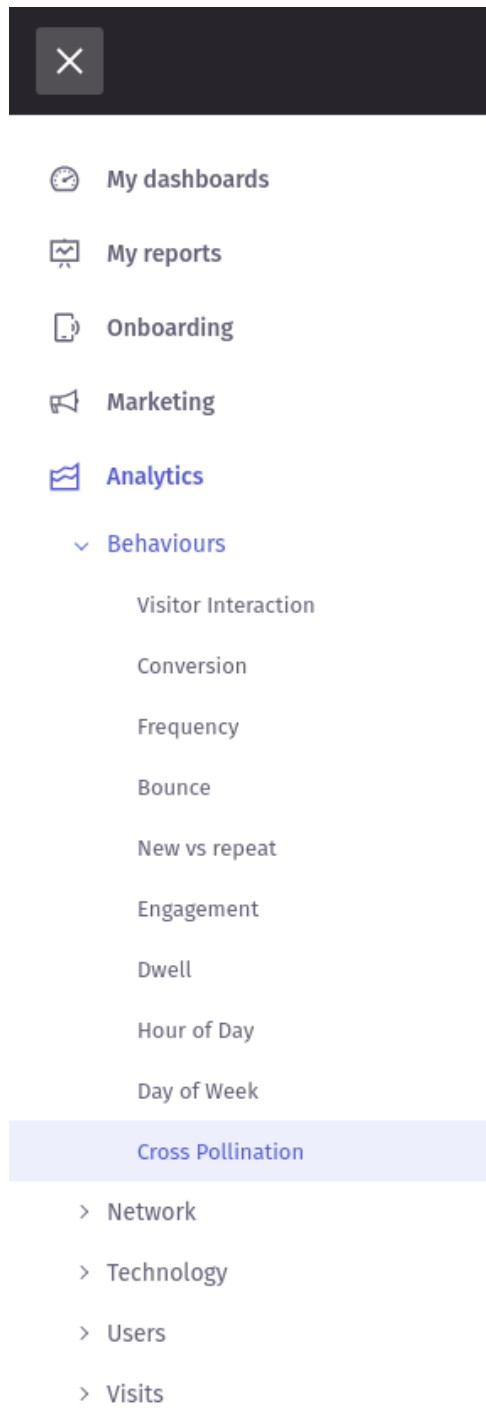 My dashboards
My reports
Onboarding
Marketing
Analytics
Behaviours
Visitor Interaction
Conversion
Frequency
Bounce
New vs repeat
Engagement
Dwell
Hour of Day
Day of Week
Cross Pollination
Network
Technology
Users
Visits